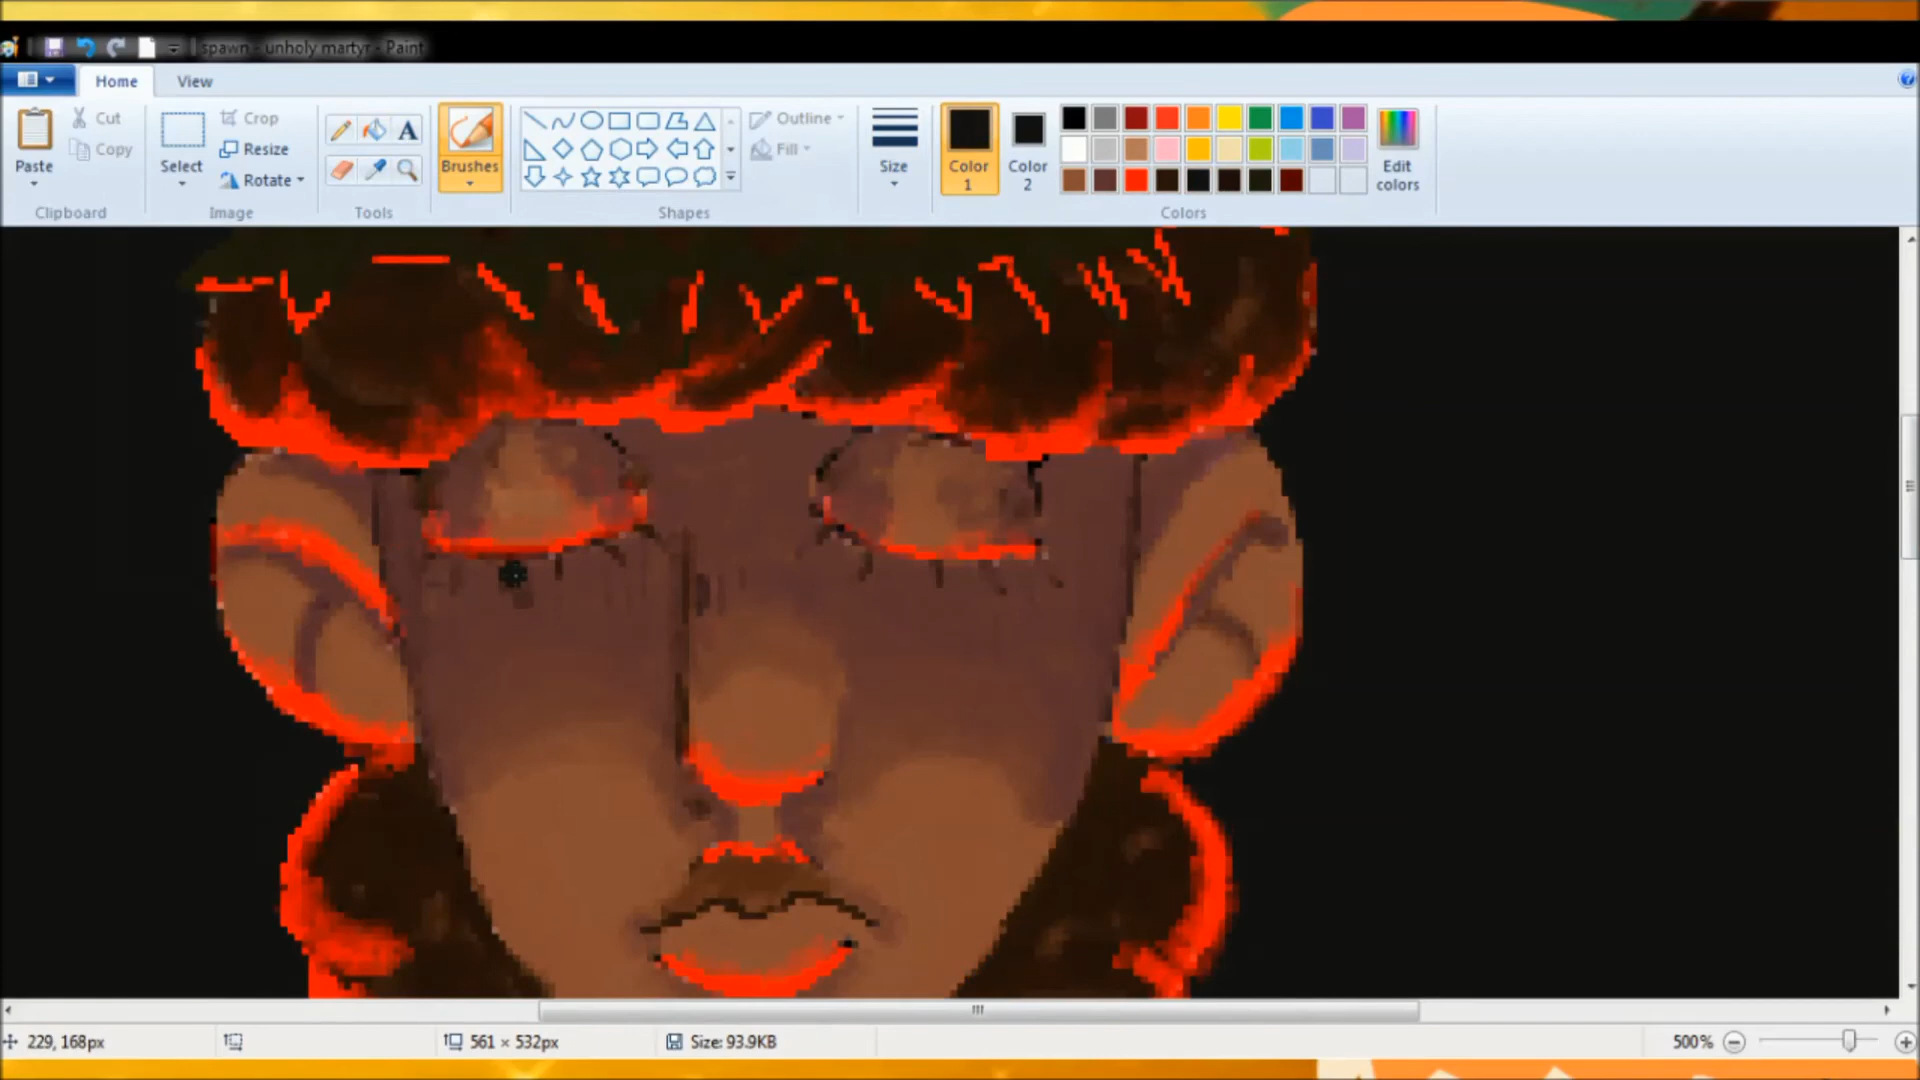 spawn - unholy martyr - Paint
Home View
Cut
Copy
Paste
Clipboard
Select
Crop
Resize
Rotate
Image
A
Tools
Brushes
Shapes
Outline
Fill
Size
Color 1
Color 2
Edit colors
Colors
229, 168px
561 × 532px
Size: 93.9KB
500%